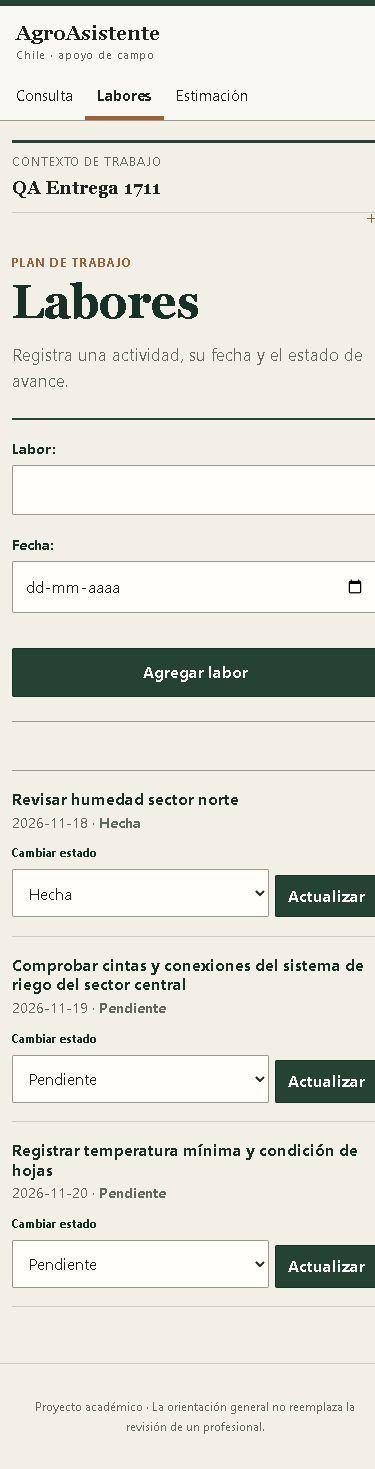 AgroAsistente
Chile · apoyo de campo
Consulta Labores Estimación
CONTEXTO DE TRABAJO
QA Entrega 1711
+
PLAN DE TRABAJO
Labores
Registra una actividad, su fecha y el estado de
avance.
Labor:
Fecha:
dd-mm-aaaa
Agregar labor
Revisar humedad sector norte
2026-11-18 · Hecha
Cambiar estado
Hecha Actualizar
Comprobar cintas y conexiones del sistema de
riego del sector central
2026-11-19 · Pendiente
Cambiar estado
Pendiente Actualizar
Registrar temperatura mínima y condición de
hojas
2026-11-20 · Pendiente
Cambiar estado
Pendiente Actualizar
Proyecto académico · La orientación general no reemplaza la
revisión de un profesional.